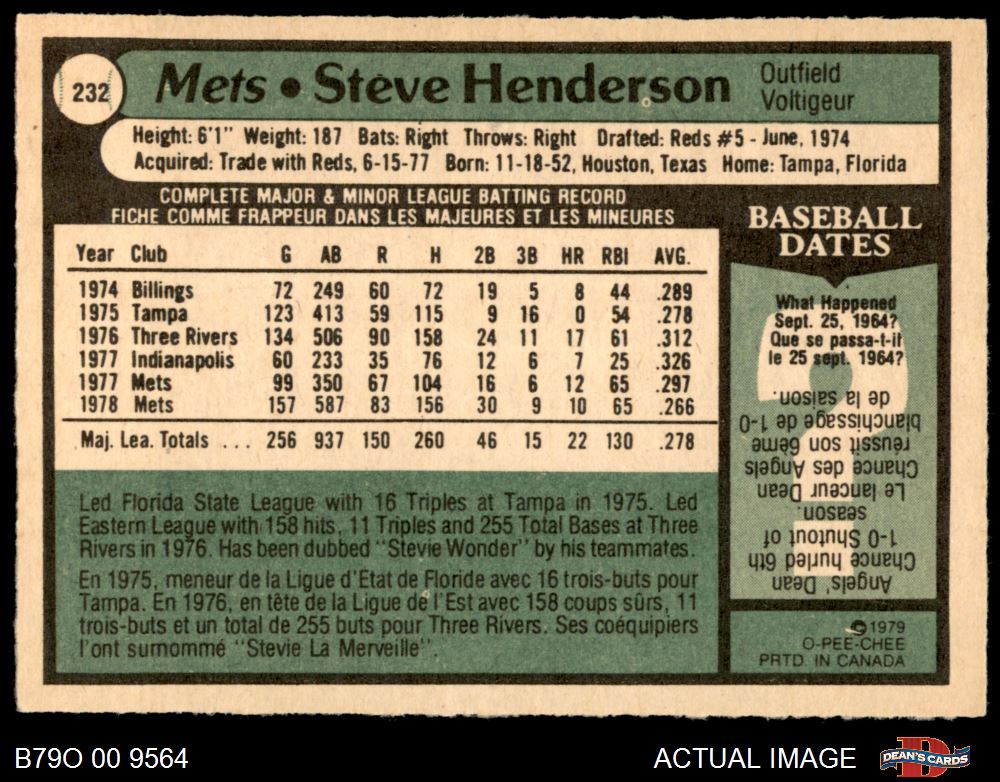 232
Mets • Steve Henderson
Outfield
Voltigeur
Height: 6'1" Weight: 187 Bats: Right Throws: Right Drafted: Reds #5 - June, 1974
Acquired: Trade with Reds, 6-15-77 Born: 11-18-52, Houston, Texas Home: Tampa, Florida
COMPLETE MAJOR & MINOR LEAGUE BATTING RECORD
FICHE COMME FRAPPEUR DANS LES MAJEURES ET LES MINEURES
Year Club G AB R H 2B 3B HR RBI AVG.
1974 Billings 72 249 60 72 19 5 8 44 .289
1975 Tampa 123 413 59 115 9 16 0 54 .278
1976 Three Rivers 134 506 90 158 24 11 17 61 .312
1977 Indianapolis 60 233 35 76 12 6 7 25 .326
1977 Mets 99 350 67 104 16 6 12 65 .297
1978 Mets 157 587 83 156 30 9 10 65 .266
Maj. Lea. Totals ... 256 937 150 260 46 15 22 130 .278
Led Florida State League with 16 Triples at Tampa in 1975. Led
Eastern League with 158 hits, 11 Triples and 255 Total Bases at Three
Rivers in 1976. Has been dubbed "Stevie Wonder" by his teammates.
En 1975, meneur de la Ligue d'État de Floride avec 16 trois-buts pour
Tampa. En 1976, en tête de la Ligue de l'Est avec 158 coups sûrs, 11
trois-buts et un total de 255 buts pour Three Rivers. Ses coéquipiers
l'ont surnommé "Stevie La Merveille".
BASEBALL
DATES
What Happened
Sept. 25, 1964?
Que se passa-t-il
le 25 sept. 1964?
Angels' Dean
Chance hurled 6th
1-0 Shutout of
season.
Le lanceur Dean
Chance des Angels
réussit son 6ème
blanchissage de 1-0
de la saison.
©1979
O-PEE-CHEE
PRTD. IN CANADA
B79O 00 9564
ACTUAL IMAGE
DEAN'S CARDS